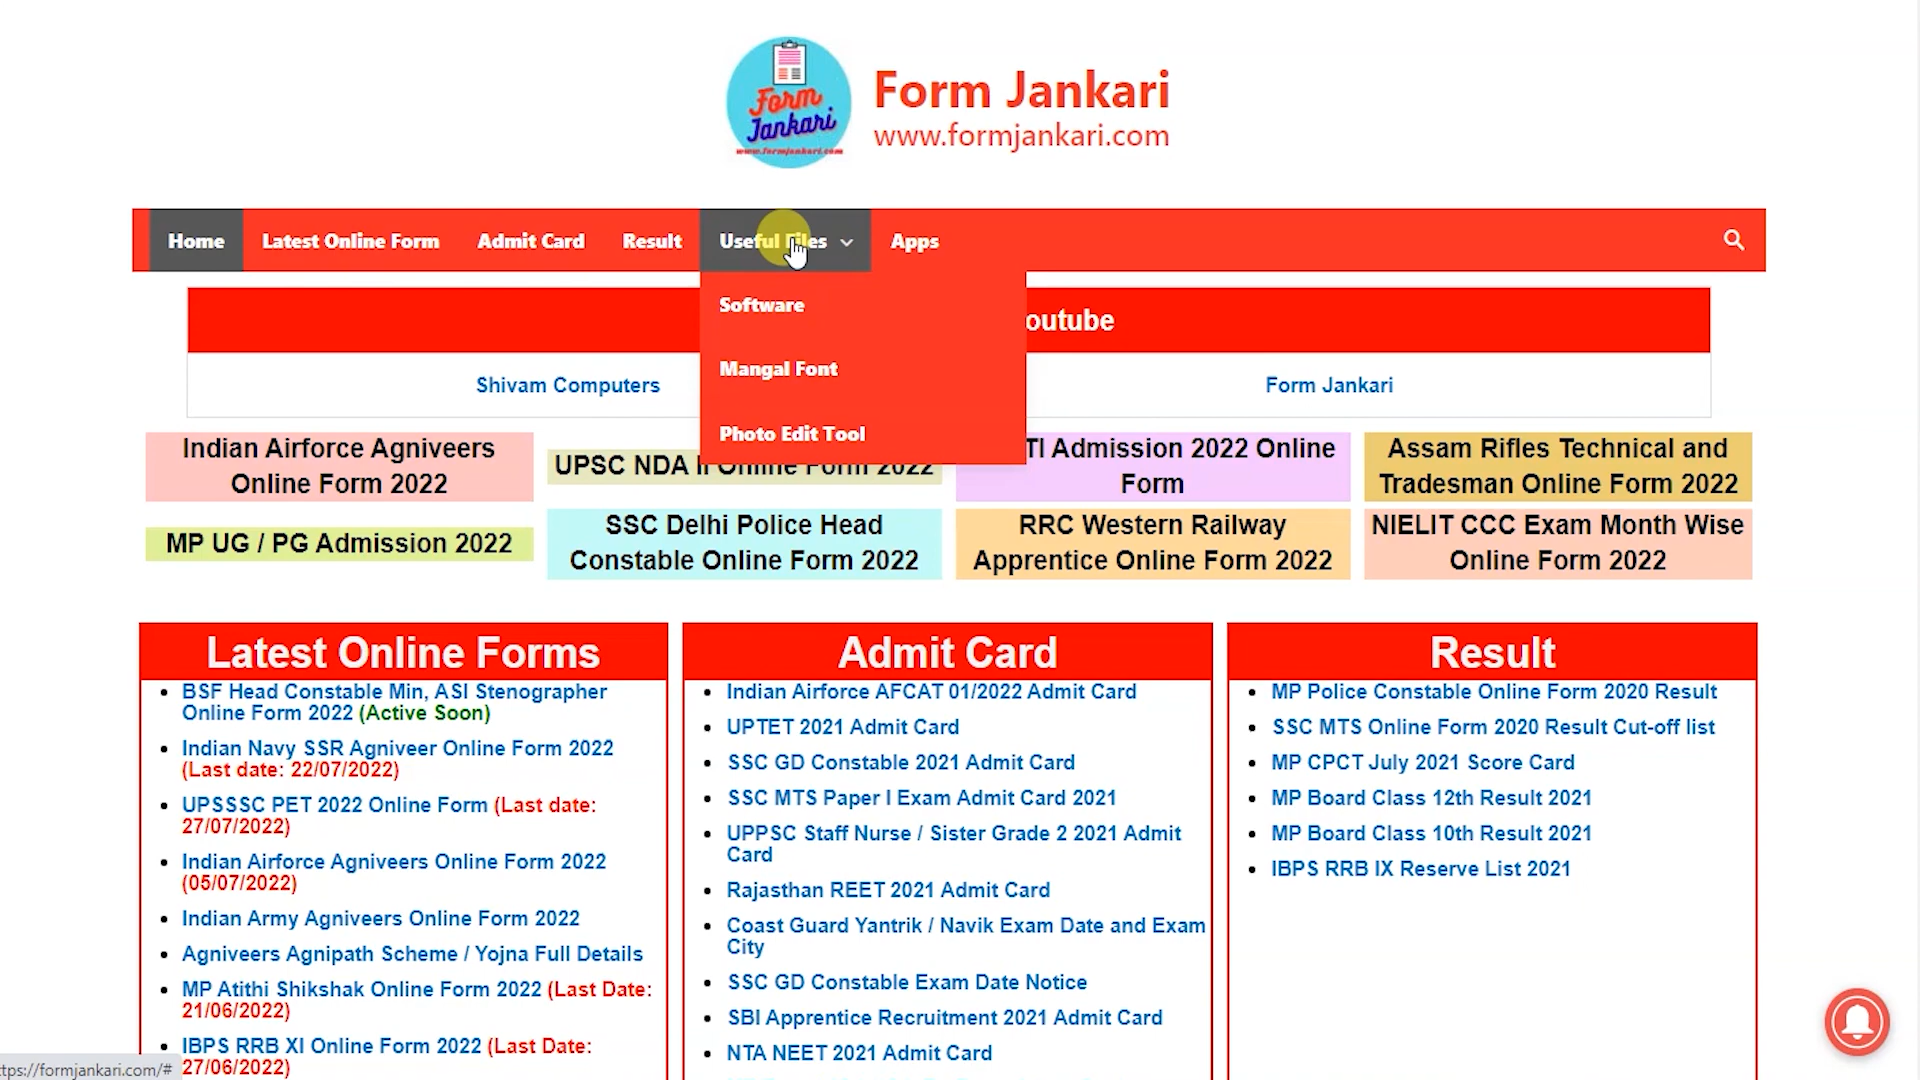 Form
Jankari
www.formjankari.com
Form Jankari
www.formjankari.com
Home
Latest Online Form
Admit Card
Result
Useful Files
Apps
Software
Mangal Font
Photo Edit Tool
outube
Shivam Computers
Form Jankari
Indian Airforce Agniveers
Online Form 2022
UPSC NDA II Online Form 2022
TI Admission 2022 Online
Form
Assam Rifles Technical and
Tradesman Online Form 2022
MP UG / PG Admission 2022
SSC Delhi Police Head
Constable Online Form 2022
RRC Western Railway
Apprentice Online Form 2022
NIELIT CCC Exam Month Wise
Online Form 2022
Latest Online Forms
BSF Head Constable Min, ASI Stenographer
Online Form 2022 (Active Soon)
Indian Navy SSR Agniveer Online Form 2022
(Last date: 22/07/2022)
UPSSSC PET 2022 Online Form (Last date:
27/07/2022)
Indian Airforce Agniveers Online Form 2022
(05/07/2022)
Indian Army Agniveers Online Form 2022
Agniveers Agnipath Scheme / Yojna Full Details
MP Atithi Shikshak Online Form 2022 (Last Date:
21/06/2022)
IBPS RRB XI Online Form 2022 (Last Date:
27/06/2022)
Admit Card
Indian Airforce AFCAT 01/2022 Admit Card
UPTET 2021 Admit Card
SSC GD Constable 2021 Admit Card
SSC MTS Paper I Exam Admit Card 2021
UPPSC Staff Nurse / Sister Grade 2 2021 Admit
Card
Rajasthan REET 2021 Admit Card
Coast Guard Yantrik / Navik Exam Date and Exam
City
SSC GD Constable Exam Date Notice
SBI Apprentice Recruitment 2021 Admit Card
NTA NEET 2021 Admit Card
Result
MP Police Constable Online Form 2020 Result
SSC MTS Online Form 2020 Result Cut-off list
MP CPCT July 2021 Score Card
MP Board Class 12th Result 2021
MP Board Class 10th Result 2021
IBPS RRB IX Reserve List 2021
ttps://formjankari.com/#